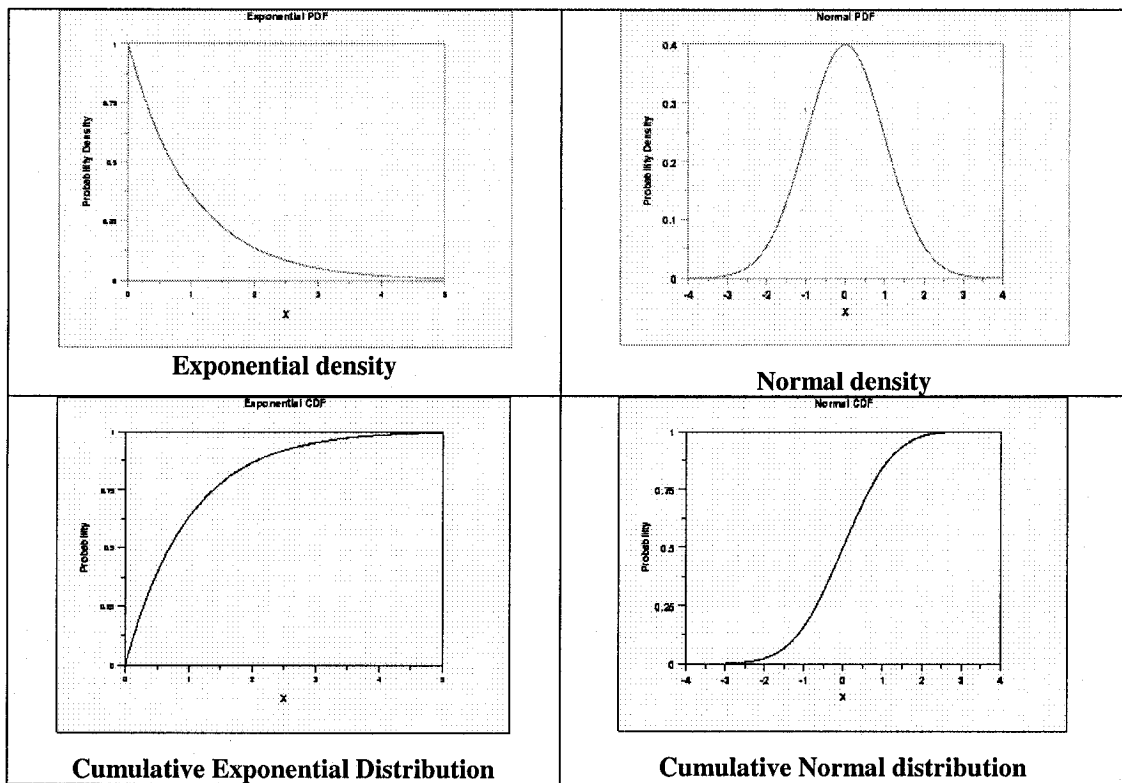 Exponential PDF
Probability Density
1
0.75
0.5
0.25
0
0 1 2 3 4 5
X
Exponential density
Normal PDF
Probability Density
0.4
0.3
0.2
0.1
0
-4 -3 -2 -1 0 1 2 3 4
X
Normal density
Exponential CDF
Probability
1
0.75
0.5
0.25
0
0 1 2 3 4 5
X
Cumulative Exponential Distribution
Normal CDF
Probability
1
0.75
0.5
0.25
0
-4 -3 -2 -1 0 1 2 3 4
X
Cumulative Normal distribution